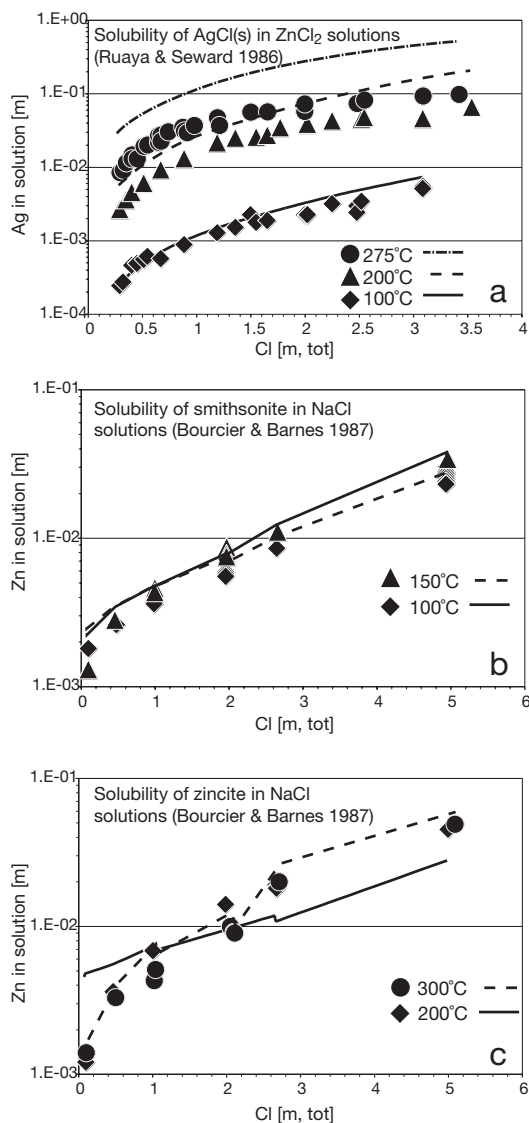 Solubility of AgCl(s) in ZnCl₂ solutions
(Ruaya & Seward 1986)
1.E+00
1.E-01
1.E-02
1.E-03
1.E-04
Ag in solution [m]
275°C
200°C
100°C
a
0 0.5 1 1.5 2 2.5 3 3.5 4
Cl [m, tot]
Solubility of smithsonite in NaCl
solutions (Bourcier & Barnes 1987)
1.E-01
1.E-02
1.E-03
Zn in solution [m]
150°C
100°C
b
0 1 2 3 4 5 6
Cl [m, tot]
Solubility of zincite in NaCl
solutions (Bourcier & Barnes 1987)
1.E-01
1.E-02
1.E-03
Zn in solution [m]
300°C
200°C
c
0 1 2 3 4 5 6
Cl [m, tot]